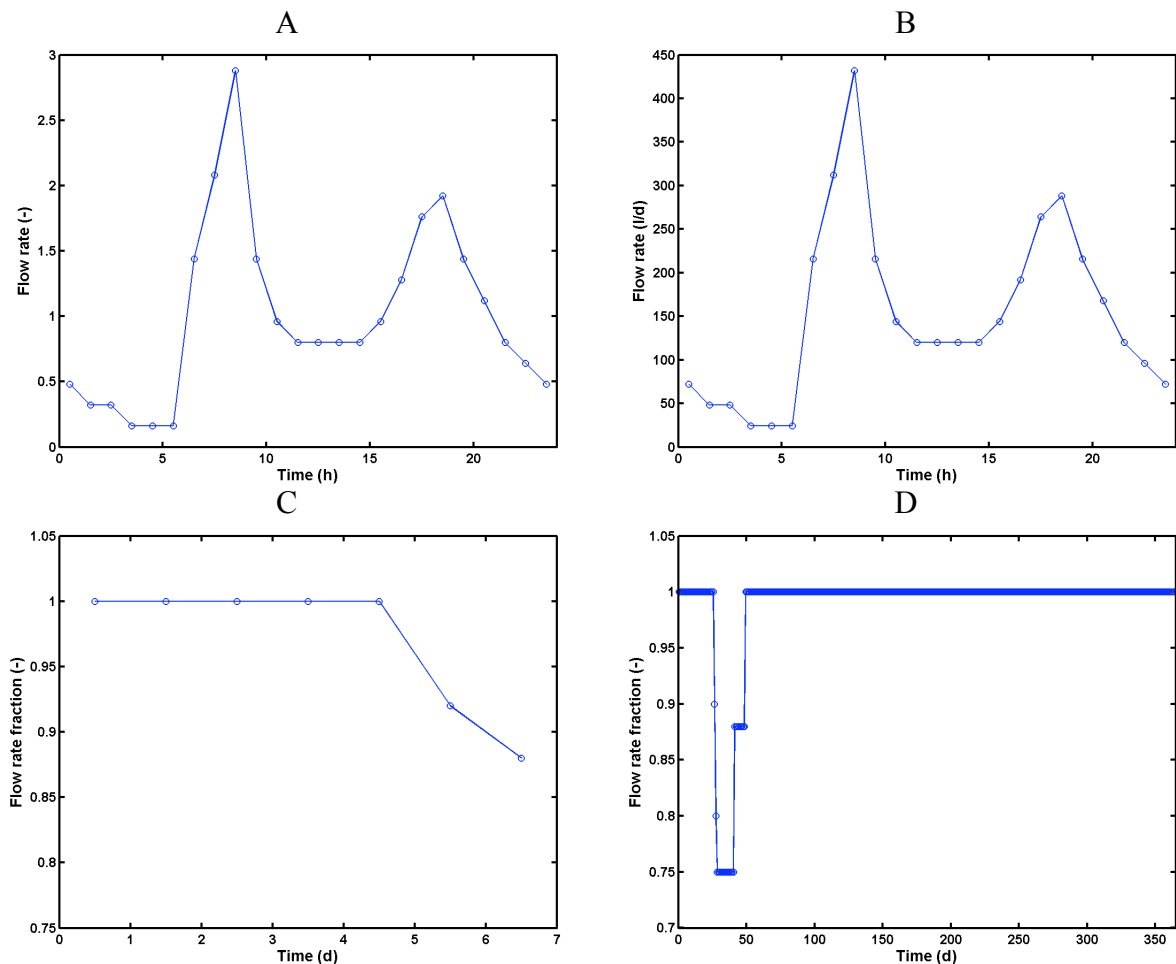 A
3
2.5
2
1.5
1
0.5
0
Flow rate (-)
0 5 10 15 20
Time (h)
B
450
400
350
300
250
200
150
100
50
0
Flow rate (l/d)
0 5 10 15 20
Time (h)
C
1.05
1
0.95
0.9
0.85
0.8
0.75
Flow rate fraction (-)
0 1 2 3 4 5 6 7
Time (d)
D
1.05
1
0.95
0.9
0.85
0.8
0.75
0.7
Flow rate fraction (-)
0 50 100 150 200 250 300 350
Time (d)